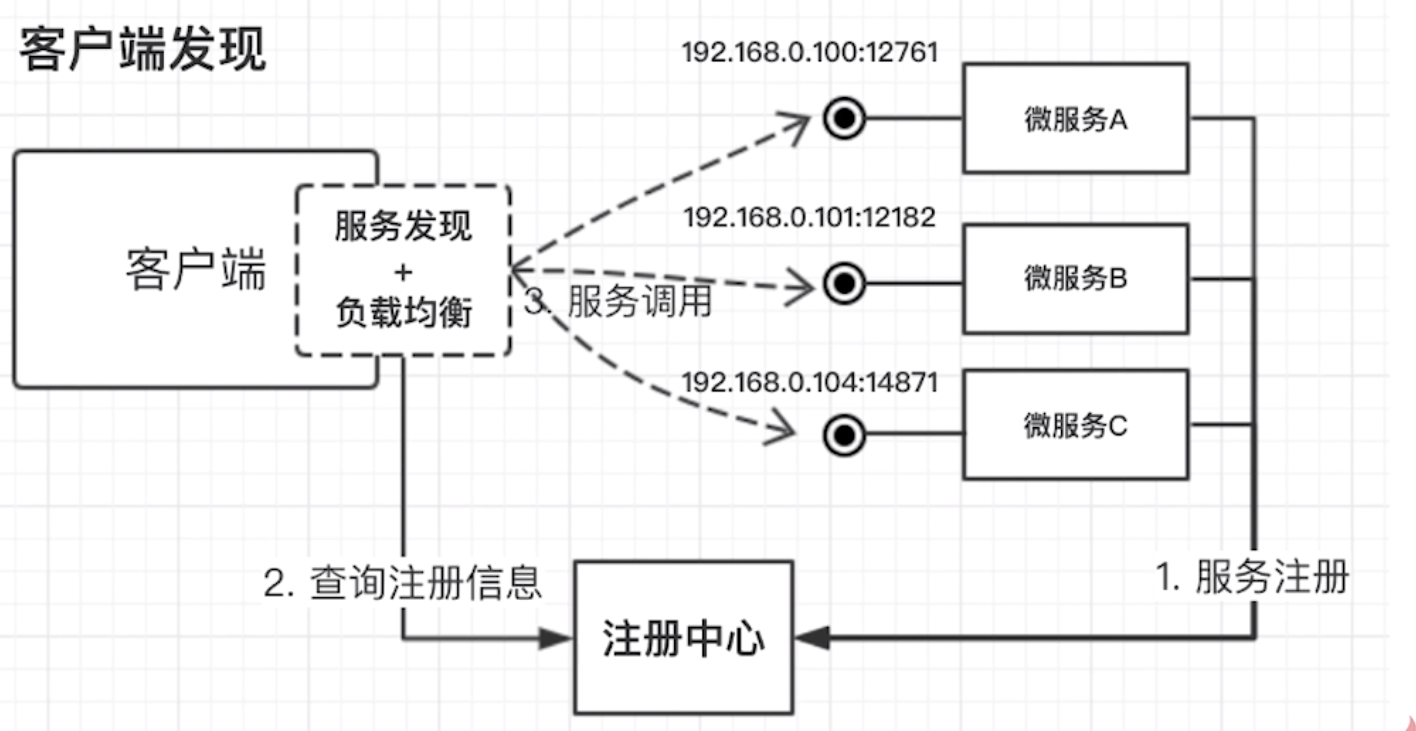 客户端发现
192.168.0.100:12761
微服务A
客户端
服务发现
+
负载均衡
192.168.0.101:12182
微服务B
3. 服务调用
192.168.0.104:14871
微服务C
2. 查询注册信息
1. 服务注册
注册中心